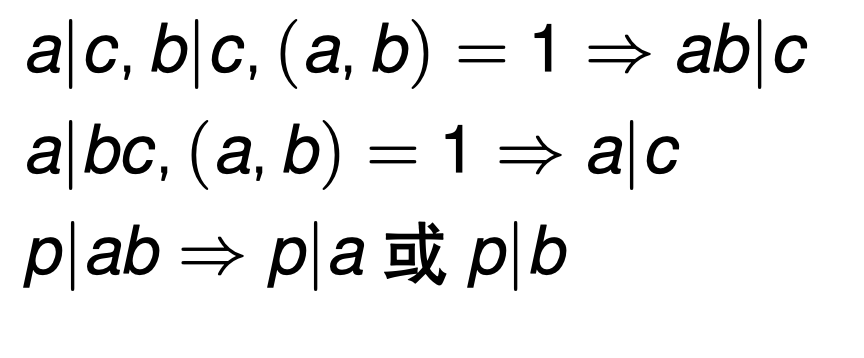 a|c, b|c, (a, b) = 1 ⇒ ab|c
a|bc, (a, b) = 1 ⇒ a|c
p|ab ⇒ p|a 或 p|b